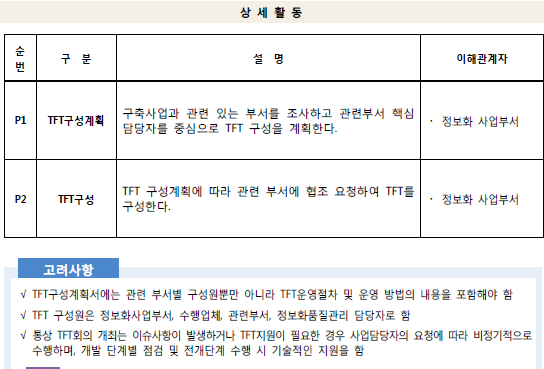 상 세 활 동
순
번
구 분
설 명
이해관계자
P1
TFT구성계획
구축사업과 관련 있는 부서를 조사하고 관련부서 핵심
담당자를 중심으로 TFT 구성을 계획한다.
· 정보화 사업부서
P2
TFT구성
TFT 구성계획에 따라 관련 부서에 협조 요청하여 TFT를
구성한다.
· 정보화 사업부서
고려사항
√ TFT구성계획서에는 관련 부서별 구성원뿐만 아니라 TFT운영절차 및 운영 방법의 내용을 포함해야 함
√ TFT 구성원은 정보화사업부서, 수행업체, 관련부서, 정보화품질관리 담당자로 함
√ 통상 TFT회의 개최는 이슈사항이 발생하거나 TFT지원이 필요한 경우 사업담당자의 요청에 따라 비정기적으로
수행하며, 개발 단계별 점검 및 전개단계 수행 시 기술적인 지원을 함